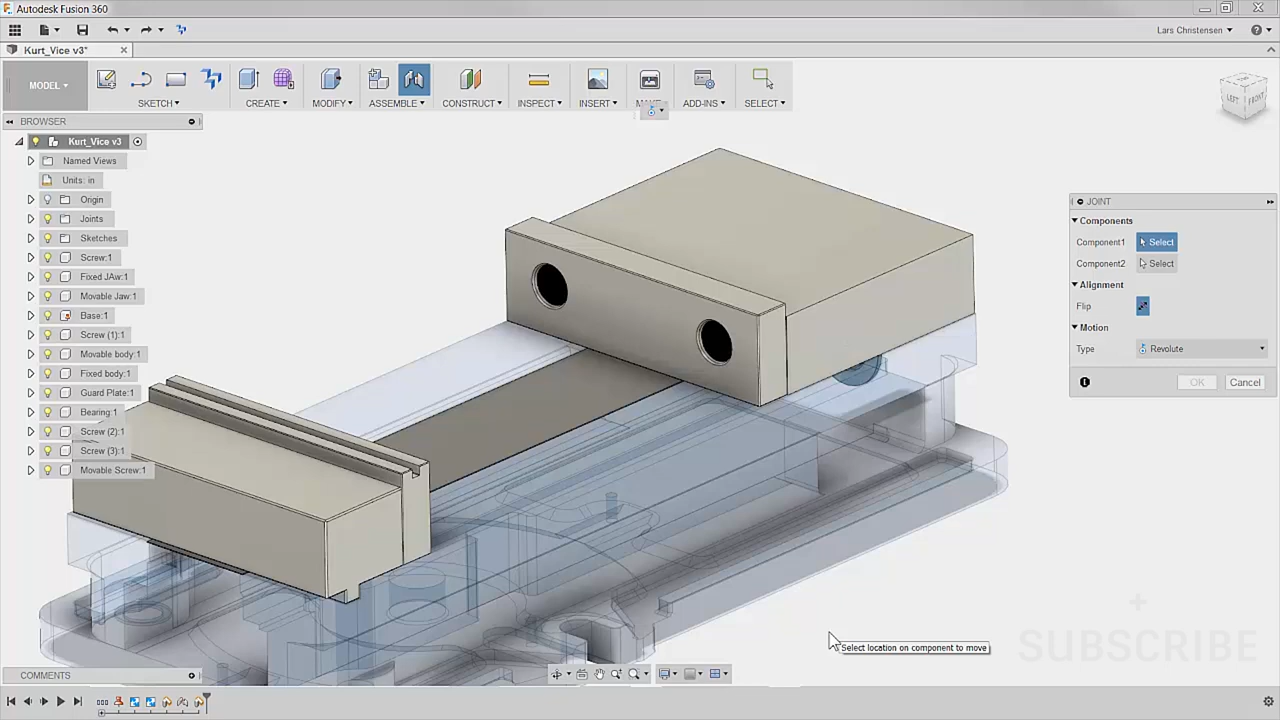 Autodesk Fusion 360
Lars Christensen
Kurt_Vice v3*
MODEL
SKETCH
CREATE
MODIFY
ASSEMBLE
CONSTRUCT
INSPECT
INSERT
ADD-INS
SELECT
LEFT
FRONT
BROWSER
Kurt_Vice v3
Named Views
Units: in
Origin
Joints
Sketches
Screw:1
Fixed JAw:1
Movable Jaw:1
Base:1
Screw (1):1
Movable body:1
Fixed body:1
Guard Plate:1
Bearing:1
Screw (2):1
Screw (3):1
Movable Screw:1
JOINT
Components
Component1 Select
Component2 Select
Alignment
Flip
Motion
Type Revolute
OK Cancel
Select location on component to move
SUBSCRIBE
COMMENTS